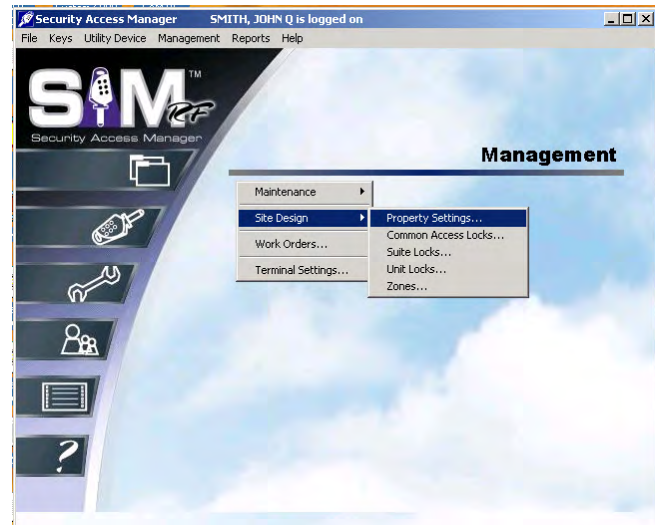 Security Access Manager SMITH, JOHN Q is logged on
File Keys Utility Device Management Reports Help
SAM TM
RF
Security Access Manager
Management
Maintenance
Site Design
Work Orders...
Terminal Settings...
Property Settings...
Common Access Locks...
Suite Locks...
Unit Locks...
Zones...
?